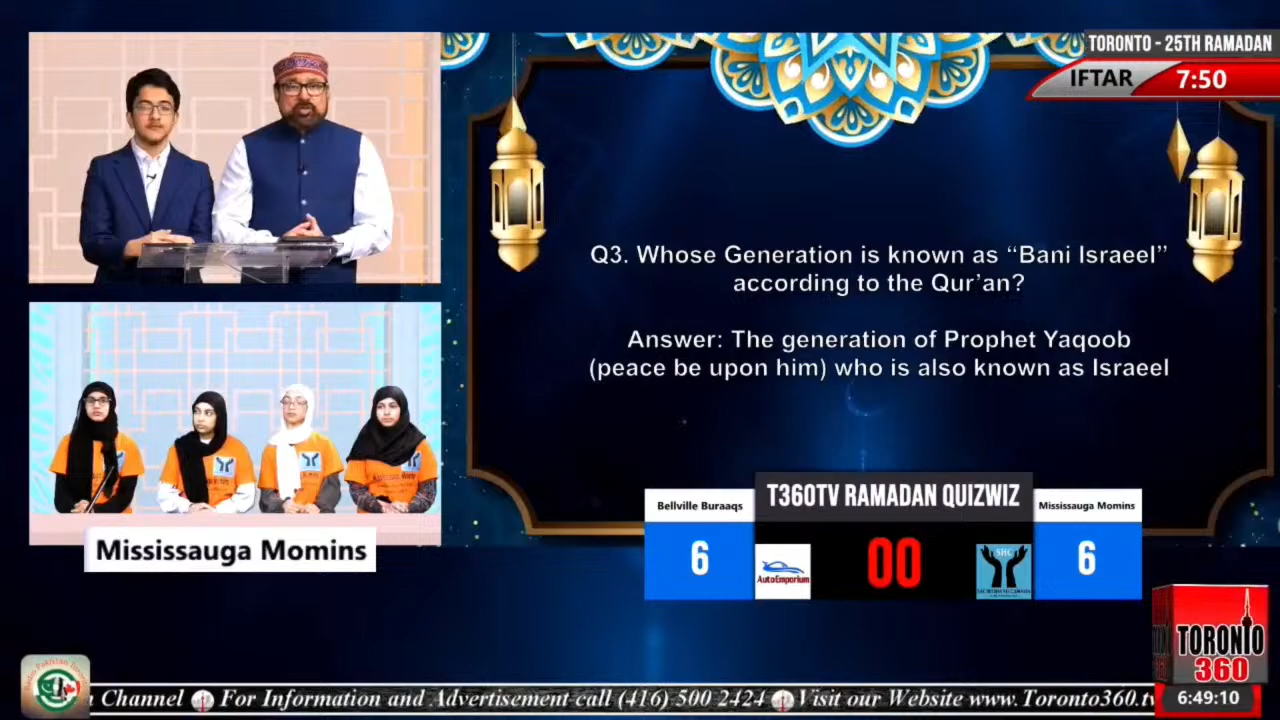 TORONTO - 25TH RAMADAN
IFTAR 7:50
Q3. Whose Generation is known as “Bani Israeel”
according to the Qur’an?
Answer: The generation of Prophet Yaqoob
(peace be upon him) who is also known as Israeel
Mississauga Momins
T360TV RAMADAN QUIZWIZ
Bellville Buraaqs
6
AutoEmporium
00
SHC
Mississauga Momins
6
TORONTO
360
6:49:10
Channel For Information and Advertisement call (416) 500 2424 Visit our Website www.Toronto360.tv